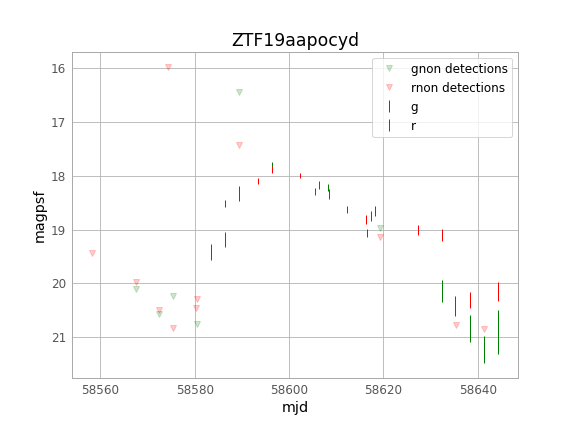 ZTF19aapocyd
gnon detections
rnon detections
g
r
magpsf
16
17
18
19
20
21
58560 58580 58600 58620 58640
mjd